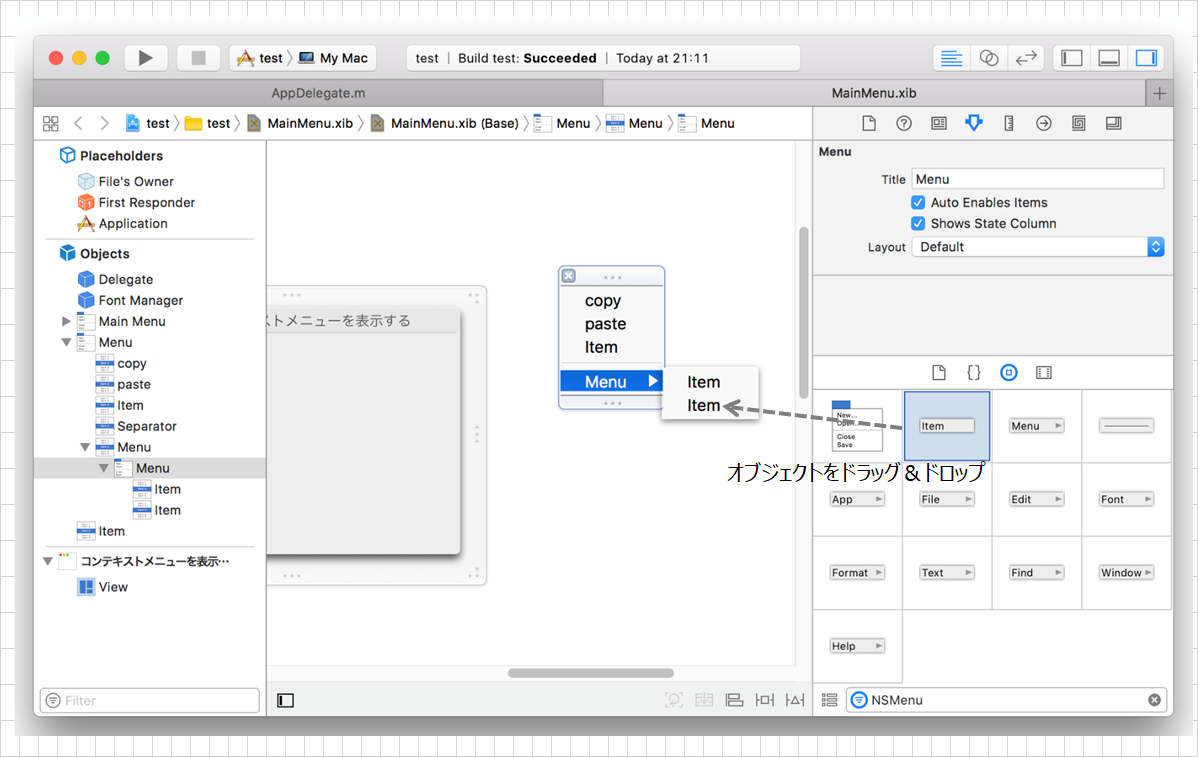 test
My Mac
test | Build test: Succeeded | Today at 21:11
AppDelegate.m
MainMenu.xib
test
test
MainMenu.xib
MainMenu.xib (Base)
Menu
Menu
Menu
Placeholders
File's Owner
First Responder
Application
Objects
Delegate
Font Manager
Main Menu
Menu
copy
paste
Item
Separator
Menu
Menu
Item
Item
Item
コンテキストメニューを表示…
View
Filter
ストメニューを表示する
copy
paste
Item
Menu
Item
Item
オブジェクトをドラッグ＆ドロップ
Menu
Title
Menu
Auto Enables Items
Shows State Column
Layout
Default
New...
Open
Close
Save
Item
Menu
App
File
Edit
Font
Format
Text
Find
Window
Help
NSMenu